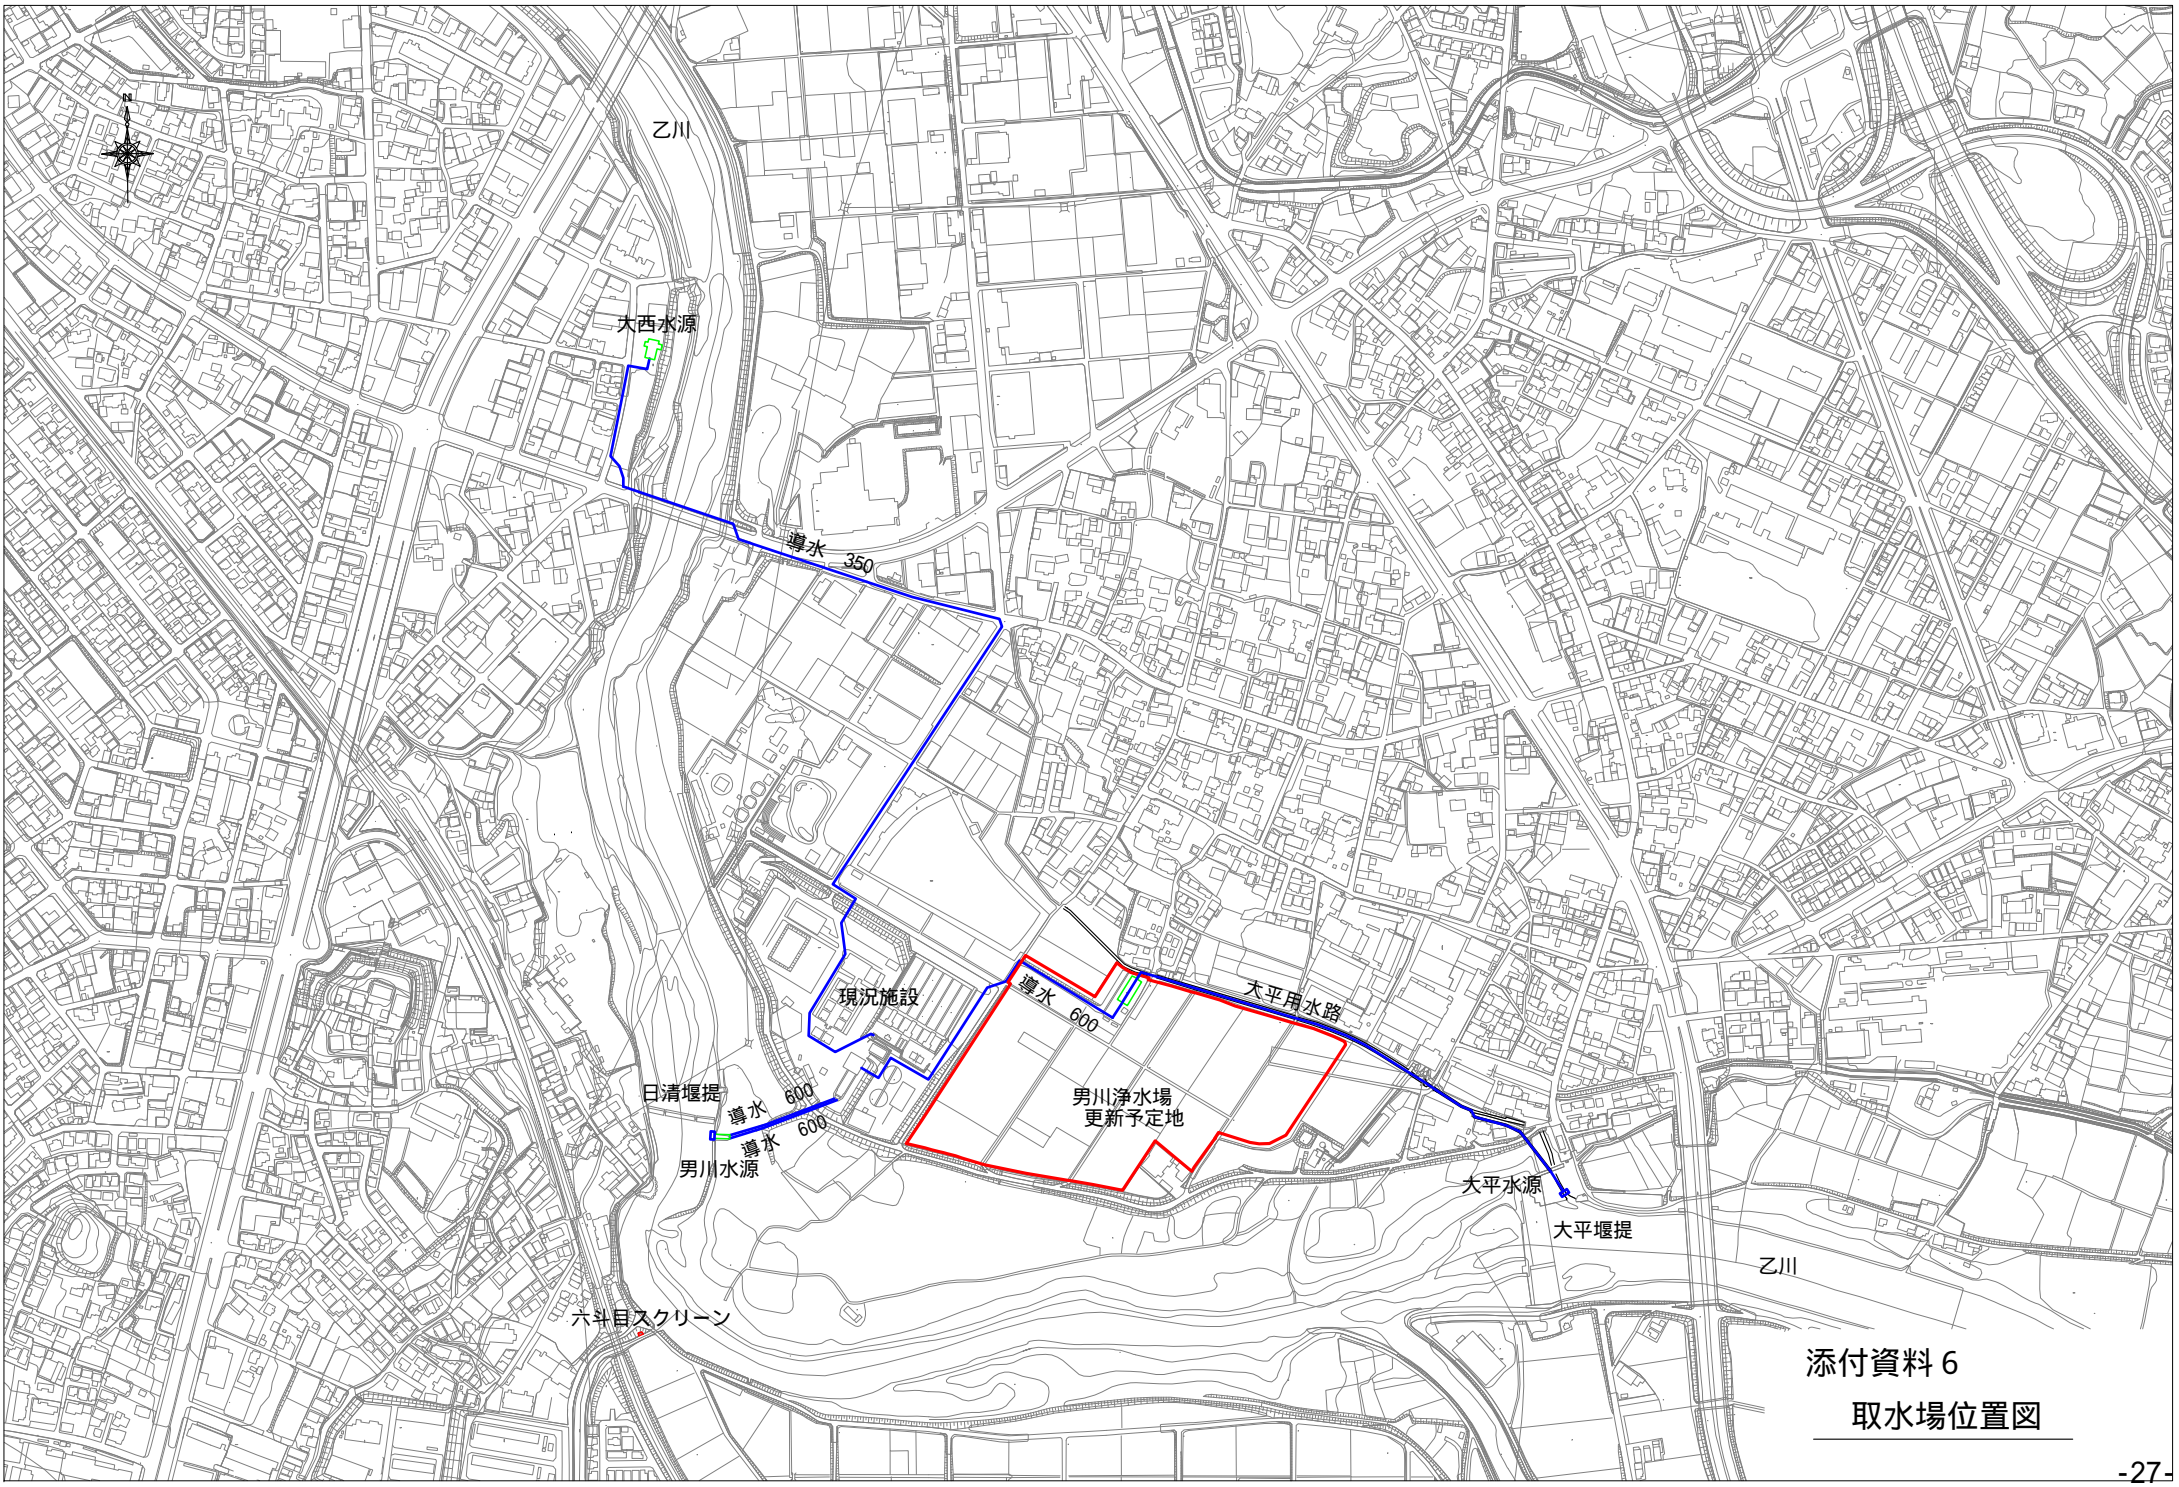 N
乙川
大西水源
導水 350
現況施設
導水 600
大平用水路
日清堰提
導水 600
導水 600
男川水源
男川浄水場
更新予定地
大平水源
大平堰提
乙川
六斗目スクリーン
添付資料6
取水場位置図
-27-